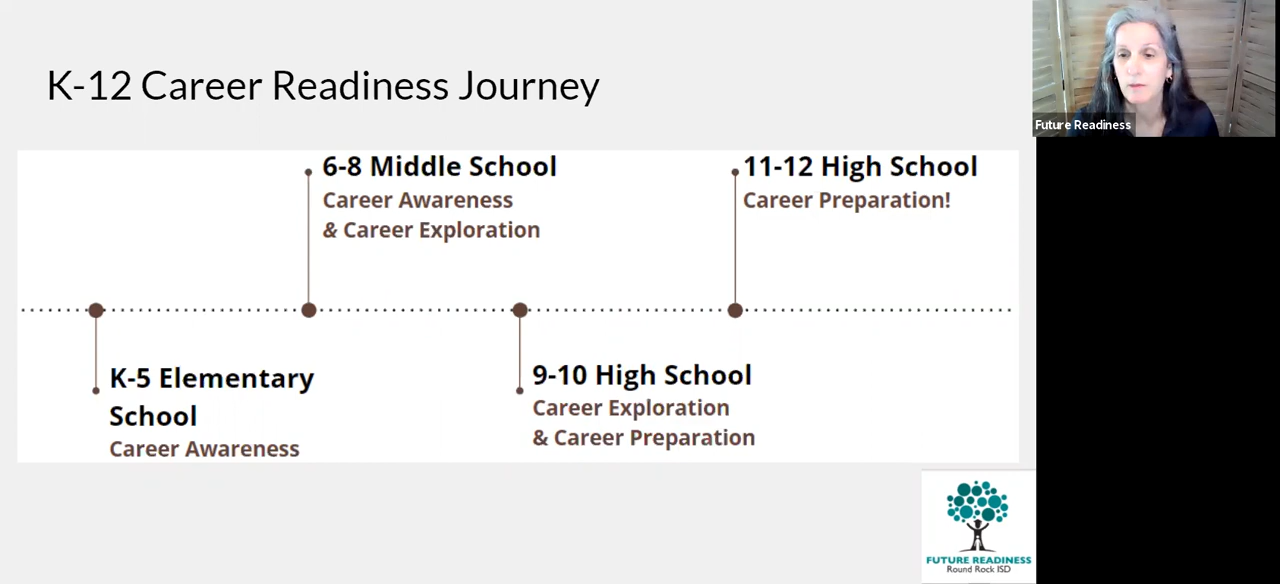 K-12 Career Readiness Journey
Future Readiness
6-8 Middle School
Career Awareness
& Career Exploration
11-12 High School
Career Preparation!
K-5 Elementary
School
Career Awareness
9-10 High School
Career Exploration
& Career Preparation
FUTURE READINESS
Round Rock ISD